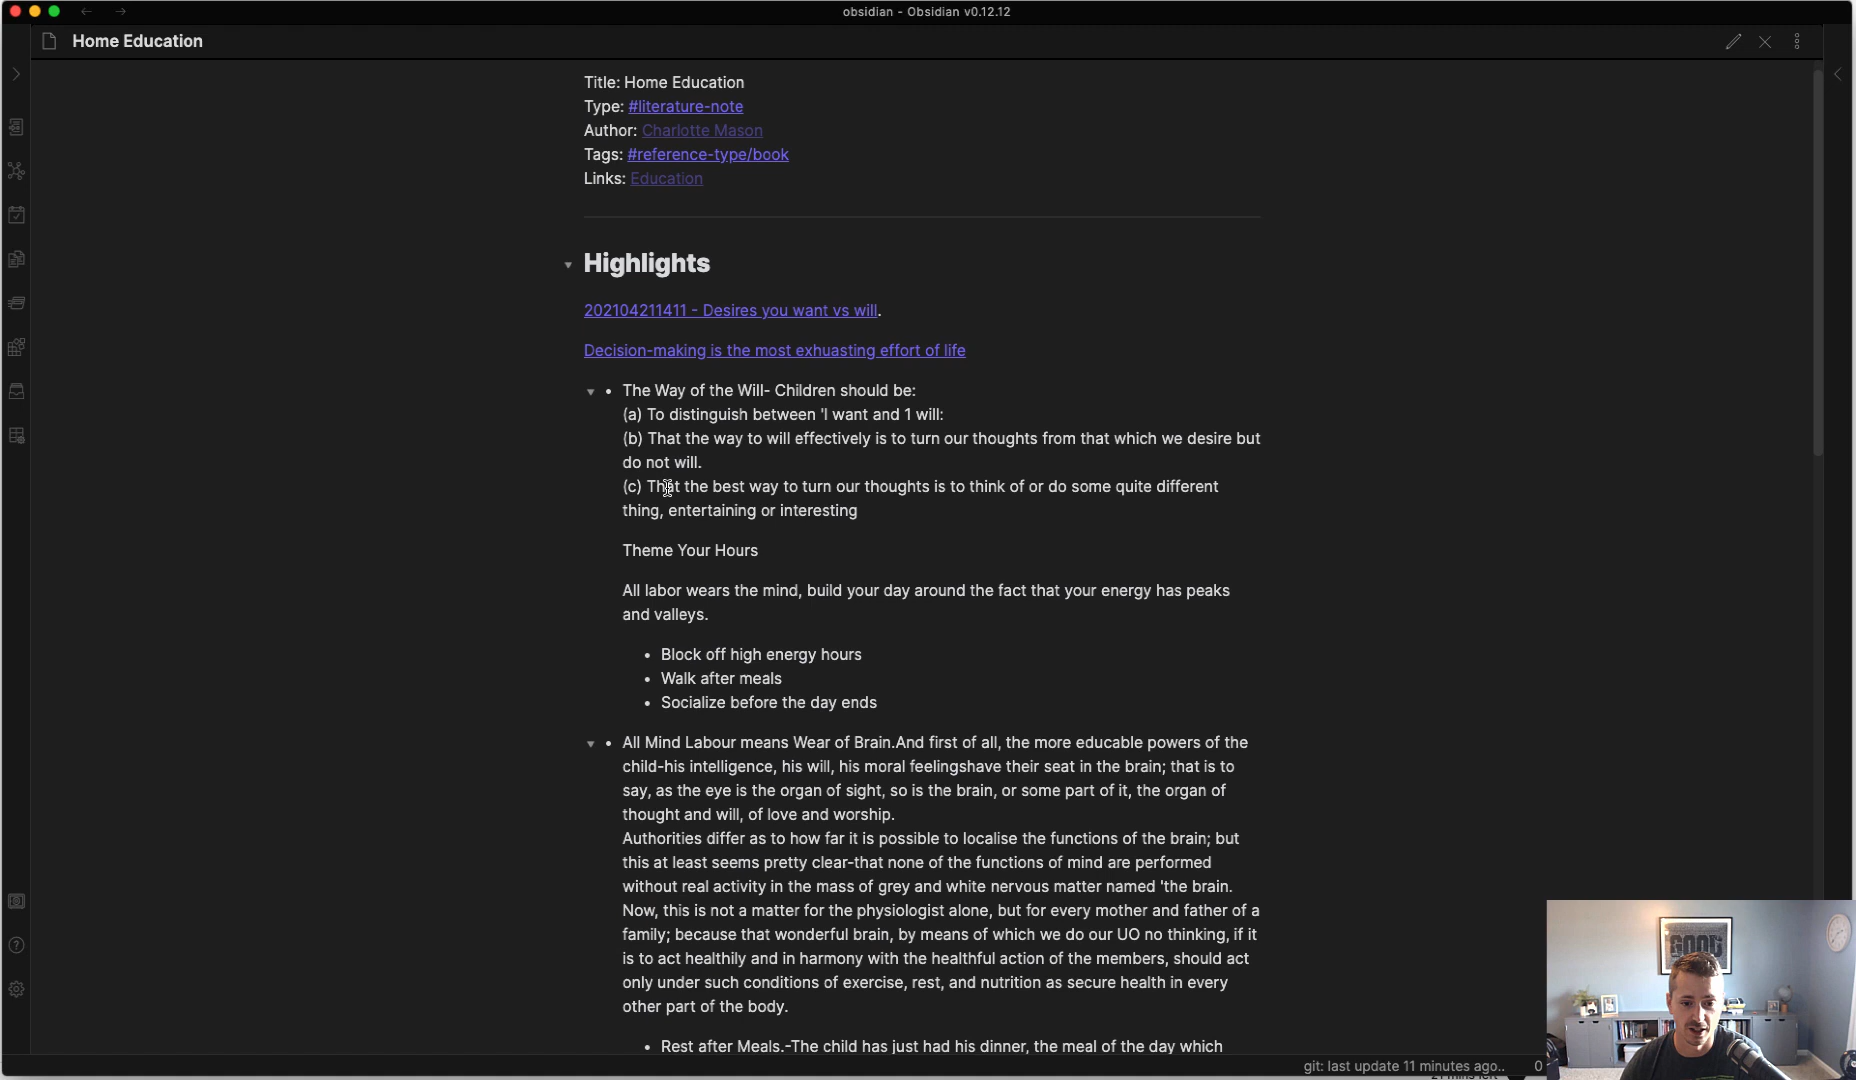 obsidian - Obsidian v0.12.12
Home Education
Title: Home Education
Type: #literature-note
Author: Charlotte Mason
Tags: #reference-type/book
Links: Education
Highlights
202104211411 - Desires you want vs will.
Decision-making is the most exhuasting effort of life
• The Way of the Will- Children should be:
(a) To distinguish between 'I want and 1 will:
(b) That the way to will effectively is to turn our thoughts from that which we desire but
do not will.
(c) That the best way to turn our thoughts is to think of or do some quite different
thing, entertaining or interesting
Theme Your Hours
All labor wears the mind, build your day around the fact that your energy has peaks
and valleys.
• Block off high energy hours
• Walk after meals
• Socialize before the day ends
• All Mind Labour means Wear of Brain.And first of all, the more educable powers of the
child-his intelligence, his will, his moral feelingshave their seat in the brain; that is to
say, as the eye is the organ of sight, so is the brain, or some part of it, the organ of
thought and will, of love and worship.
Authorities differ as to how far it is possible to localise the functions of the brain; but
this at least seems pretty clear-that none of the functions of mind are performed
without real activity in the mass of grey and white nervous matter named 'the brain.
Now, this is not a matter for the physiologist alone, but for every mother and father of a
family; because that wonderful brain, by means of which we do our UO no thinking, if it
is to act healthily and in harmony with the healthful action of the members, should act
only under such conditions of exercise, rest, and nutrition as secure health in every
other part of the body.
• Rest after Meals.-The child has just had his dinner, the meal of the day which
git: last update 11 minutes ago.. 0
GOOD